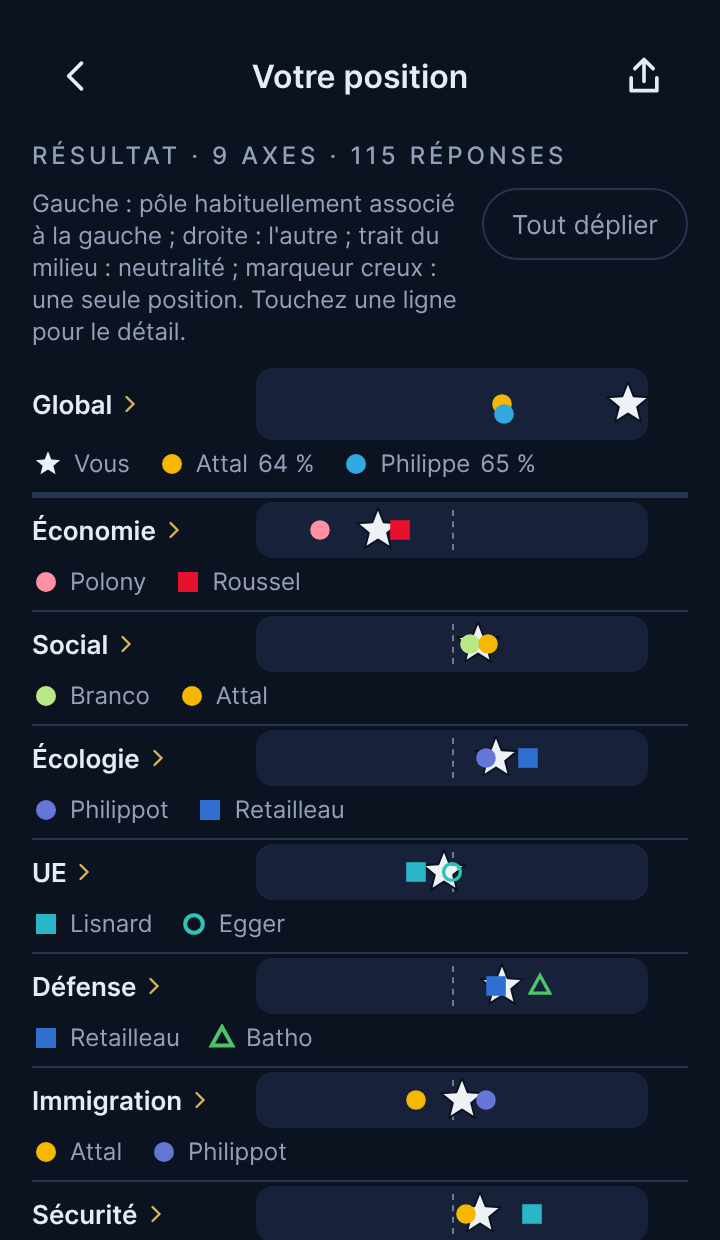 Votre position
RÉSULTAT · 9 AXES · 115 RÉPONSES
Gauche : pôle habituellement associé
à la gauche ; droite : l'autre ; trait du
milieu : neutralité ; marqueur creux :
une seule position. Touchez une ligne
pour le détail.
Tout déplier
Global
Vous Attal 64 % Philippe 65 %
Économie
Polony Roussel
Social
Branco Attal
Écologie
Philippot Retailleau
UE
Lisnard Egger
Défense
Retailleau Batho
Immigration
Attal Philippot
Sécurité